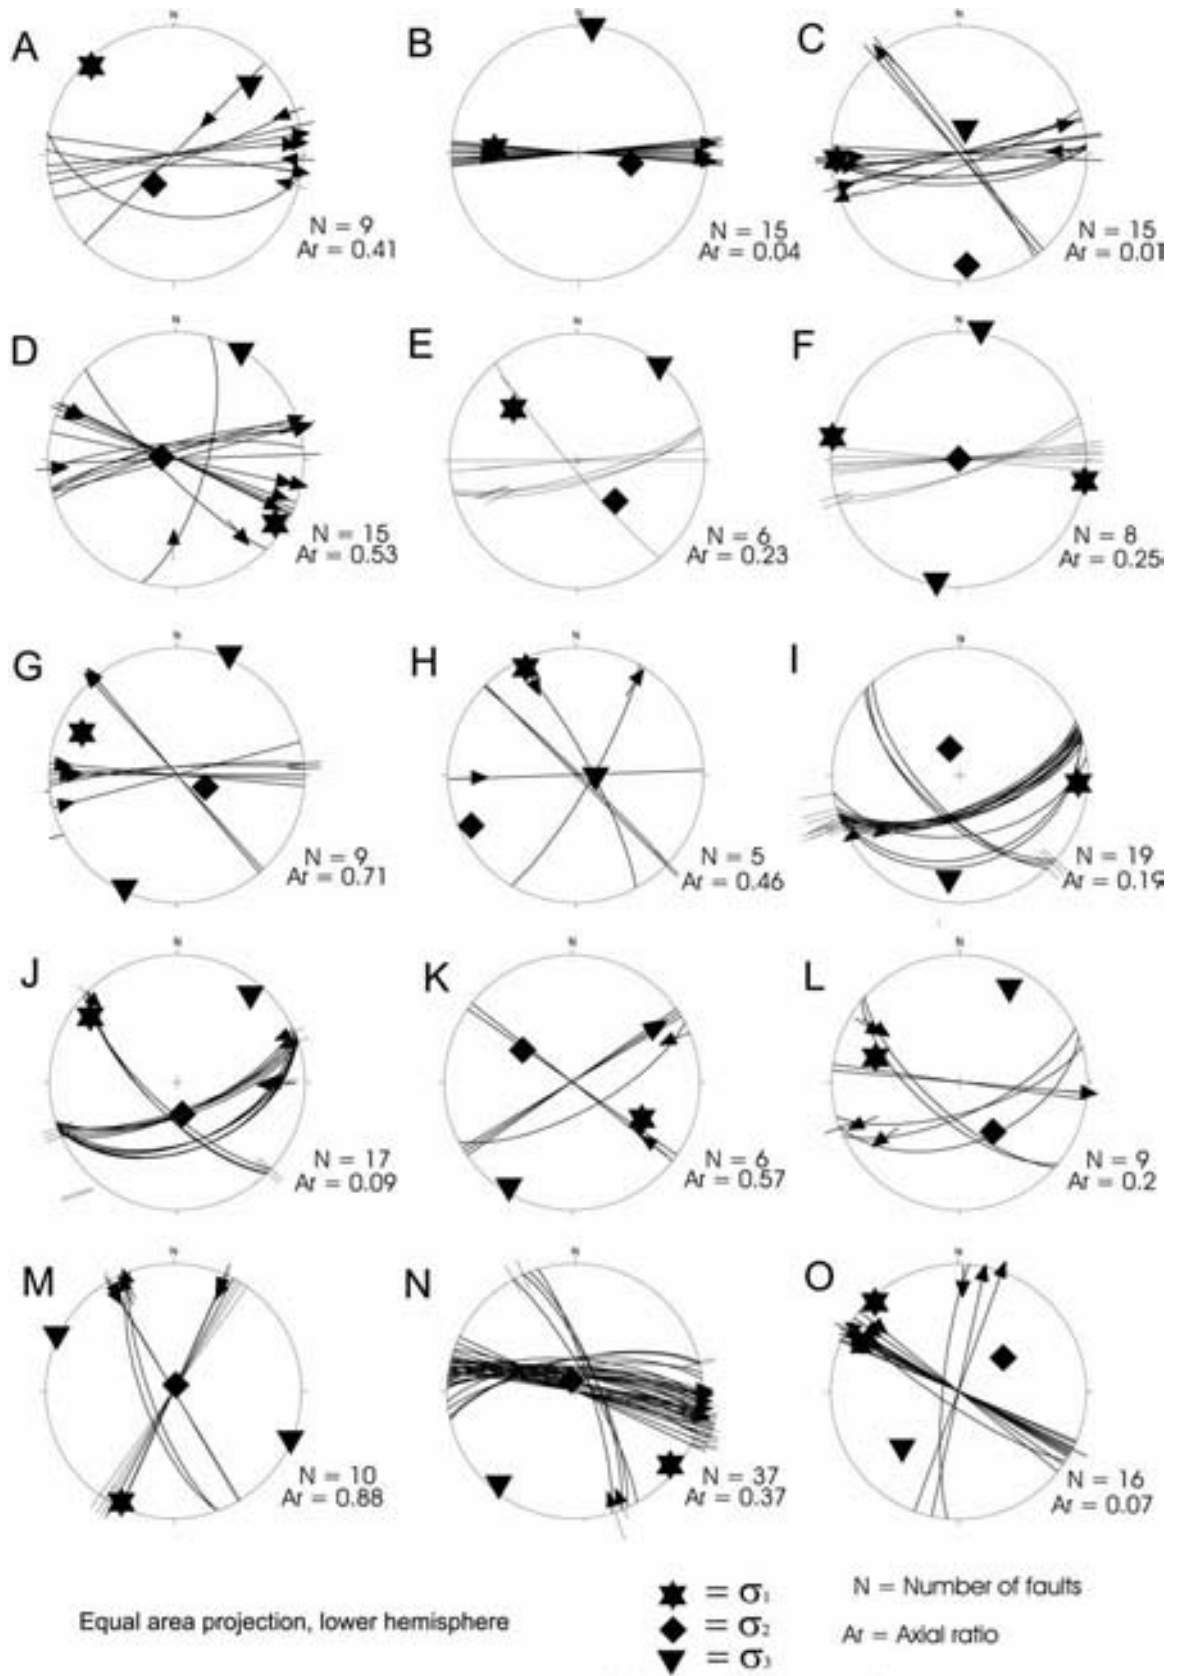 A
N
N = 9
Ar = 0.41
B
N
N = 15
Ar = 0.04
C
N
N = 15
Ar = 0.01
D
N
N = 15
Ar = 0.53
E
N
N = 6
Ar = 0.23
F
N
N = 8
Ar = 0.25
G
N
N = 9
Ar = 0.71
H
N
N = 5
Ar = 0.46
I
N
N = 19
Ar = 0.19
J
N
N = 17
Ar = 0.09
K
N
N = 6
Ar = 0.57
L
N
N = 9
Ar = 0.2
M
N
N = 10
Ar = 0.88
N
N
N = 37
Ar = 0.37
O
N
N = 16
Ar = 0.07
Equal area projection, lower hemisphere
= σ₁
= σ₂
= σ₃
N = Number of faults
Ar = Axial ratio